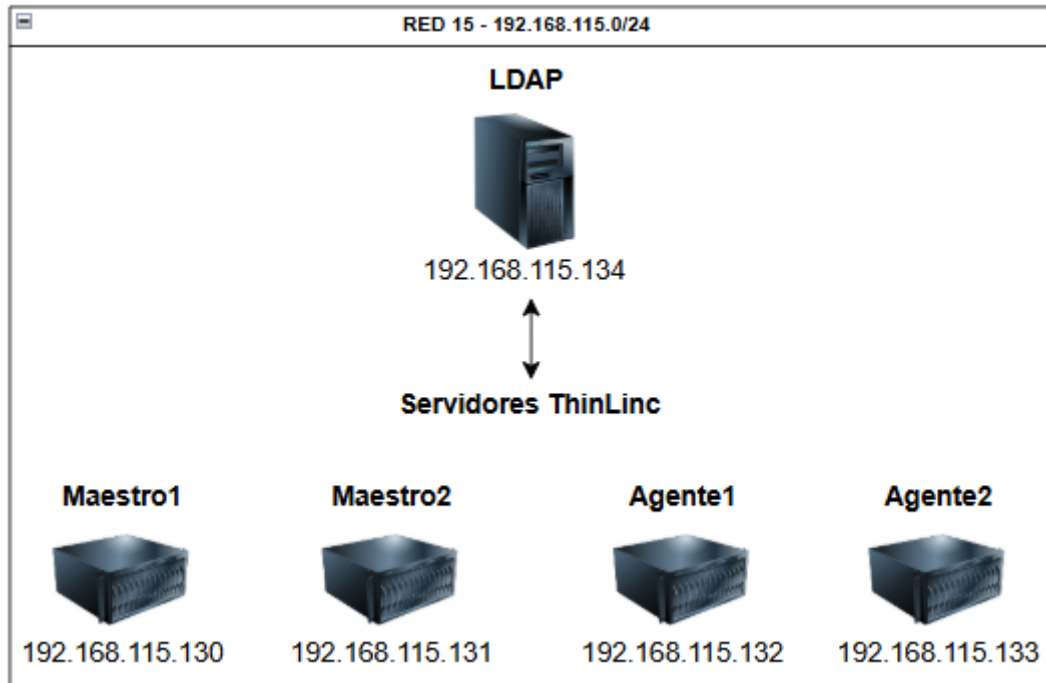 RED 15 - 192.168.115.0/24
LDAP
192.168.115.134
Servidores ThinLinc
Maestro1
Maestro2
Agente1
Agente2
192.168.115.130
192.168.115.131
192.168.115.132
192.168.115.133